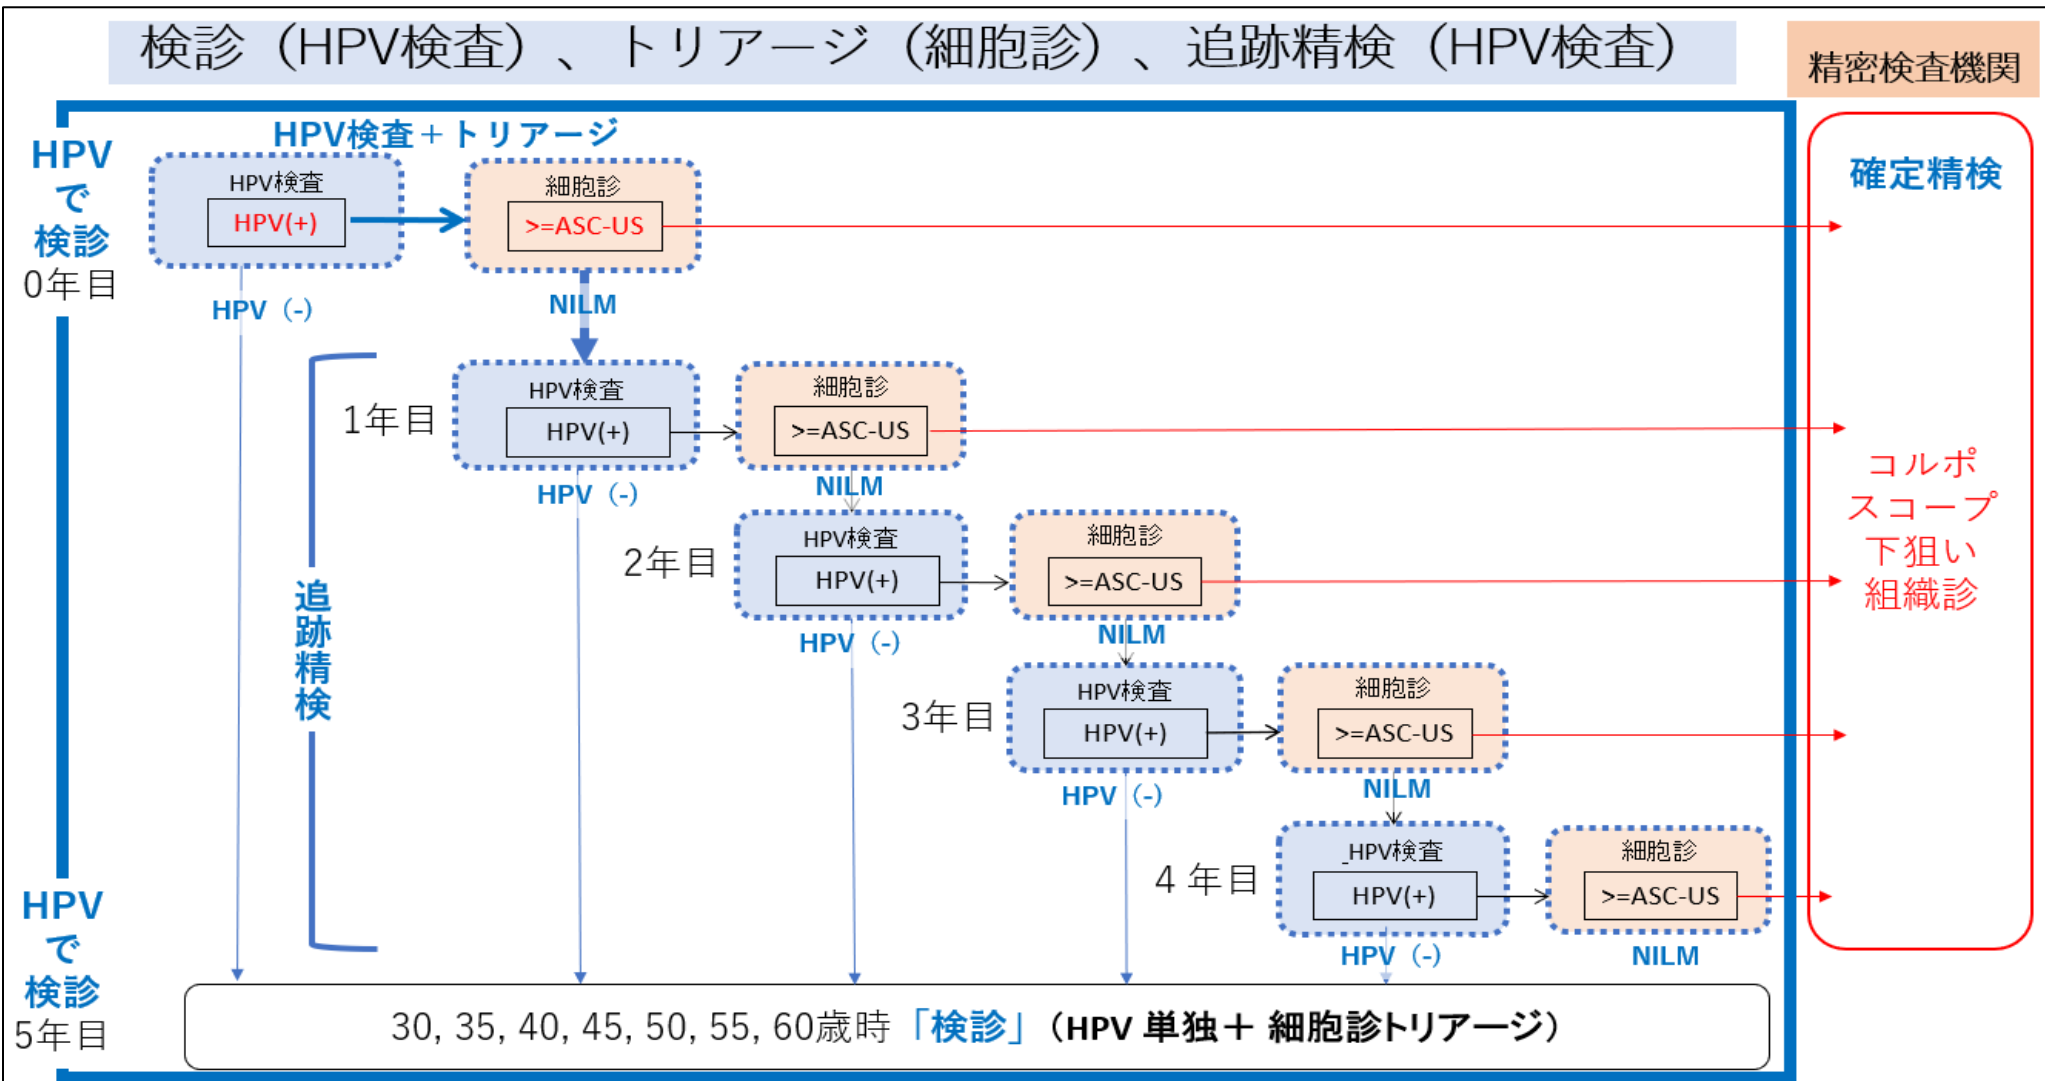 検診（HPV検査）、トリアージ（細胞診）、追跡精検（HPV検査）
精密検査機関
HPV検査＋トリアージ
HPV
で
検診
0年目
HPV検査
HPV(+)
細胞診
>=ASC-US
確定精検
HPV（-）
NILM
1年目
HPV検査
HPV(+)
細胞診
>=ASC-US
HPV（-）
NILM
コルポ
スコープ
下狙い
組織診
追跡精検
2年目
HPV検査
HPV(+)
細胞診
>=ASC-US
HPV（-）
NILM
3年目
HPV検査
HPV(+)
細胞診
>=ASC-US
HPV（-）
NILM
４年目
_HPV検査
HPV(+)
細胞診
>=ASC-US
HPV（-）
NILM
HPV
で
検診
5年目
30, 35, 40, 45, 50, 55, 60歳時「検診」（HPV 単独＋ 細胞診トリアージ）